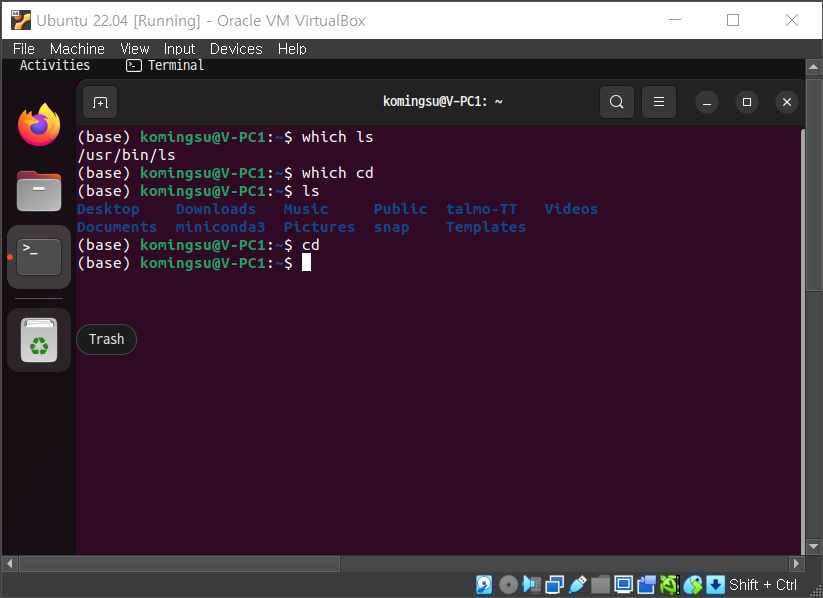 Ubuntu 22.04 [Running] - Oracle VM VirtualBox
File Machine View Input Devices Help
Activities Terminal
komingsu@V-PC1: ~
(base) komingsu@V-PC1:~$ which ls
/usr/bin/ls
(base) komingsu@V-PC1:~$ which cd
(base) komingsu@V-PC1:~$ ls
Desktop Downloads Music Public talmo-TT Videos
Documents miniconda3 Pictures snap Templates
(base) komingsu@V-PC1:~$ cd
(base) komingsu@V-PC1:~$
Trash
Shift + Ctrl